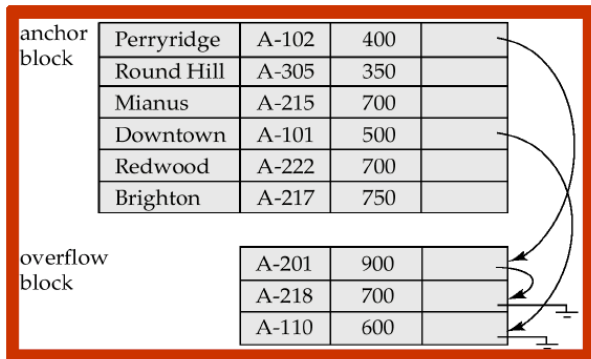 anchor block
Perryridge A-102 400
Round Hill A-305 350
Mianus A-215 700
Downtown A-101 500
Redwood A-222 700
Brighton A-217 750
overflow block
A-201 900
A-218 700
A-110 600